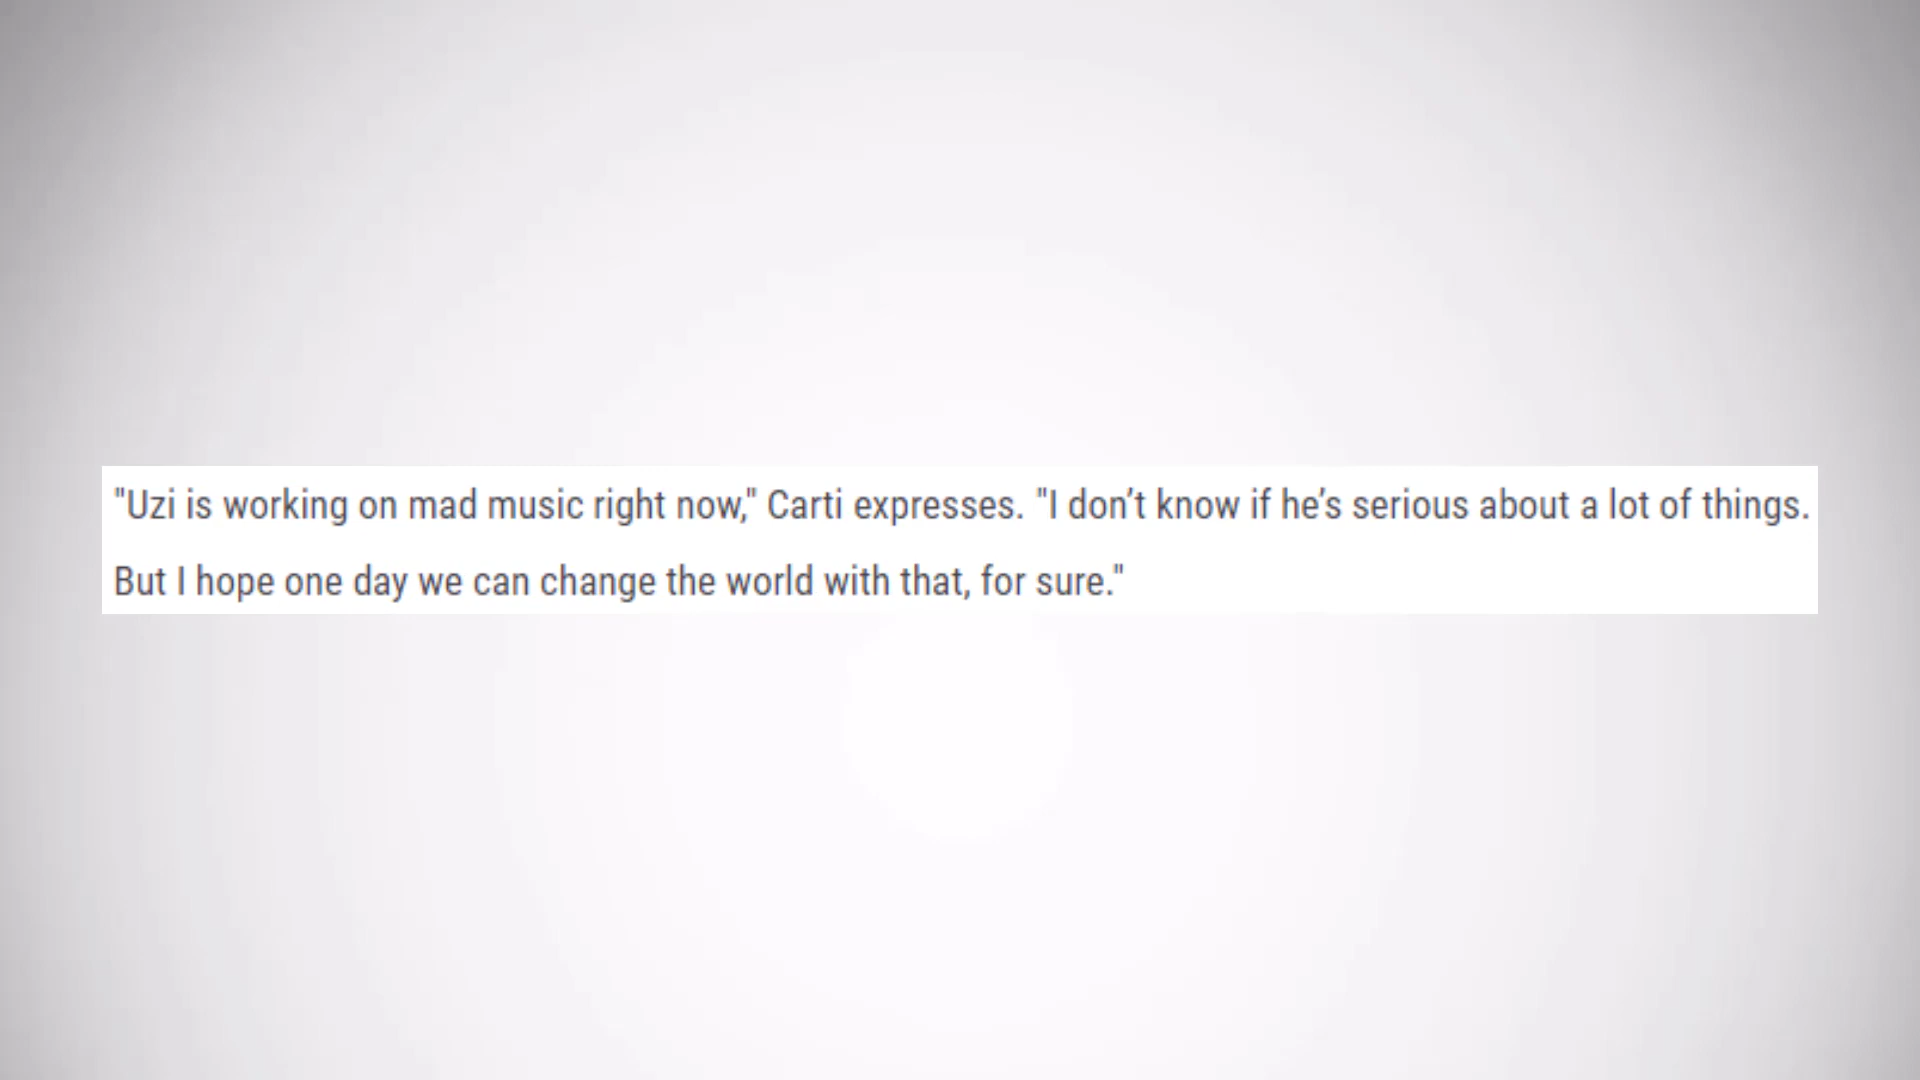 "Uzi is working on mad music right now," Carti expresses. "I don’t know if he’s serious about a lot of things.
But I hope one day we can change the world with that, for sure."